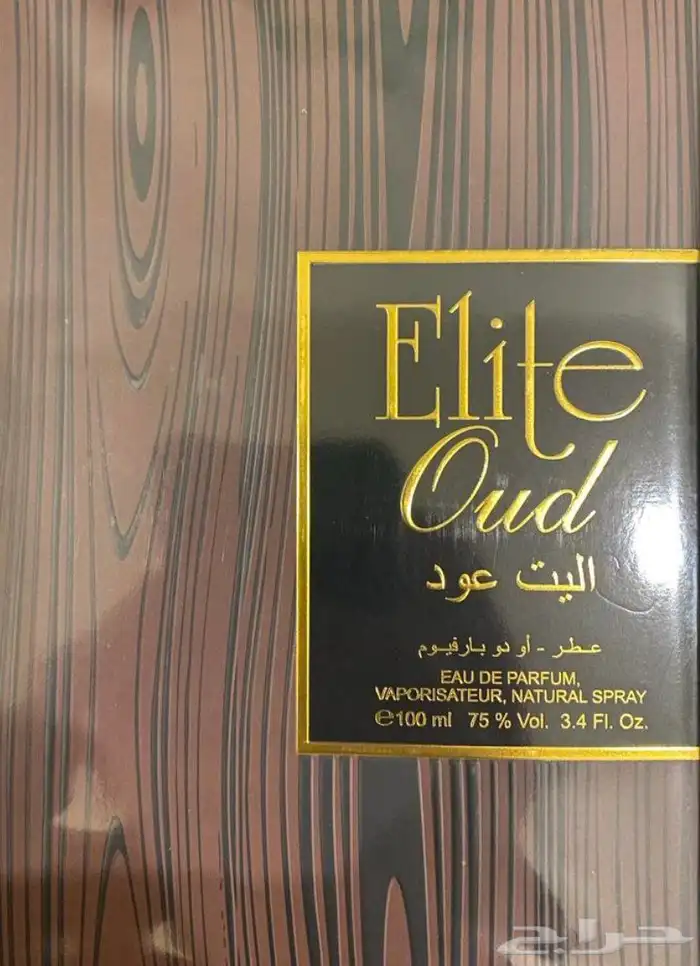 Elite
Oud
اليت عود
عطر - أو دو بارفيوم
EAU DE PARFUM,
VAPORISATEUR, NATURAL SPRAY
℮100 ml 75 % Vol. 3.4 Fl. Oz.
حراج